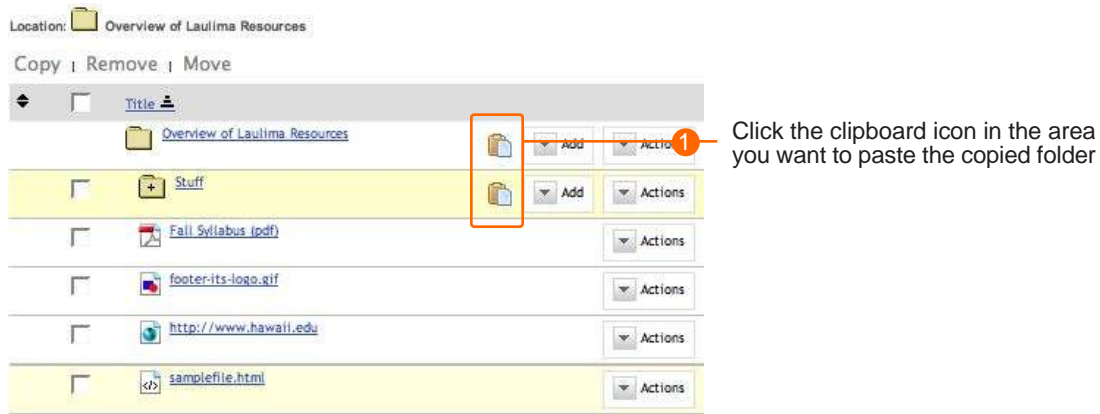 Location: Overview of Laulima Resources
Copy | Remove | Move
Title
Overview of Laulima Resources Add Actio 1
Click the clipboard icon in the area
you want to paste the copied folder
Stuff Add Actions
Fall Syllabus (pdf) Actions
footer-its-logo.gif Actions
http://www.hawaii.edu Actions
samplefile.html Actions